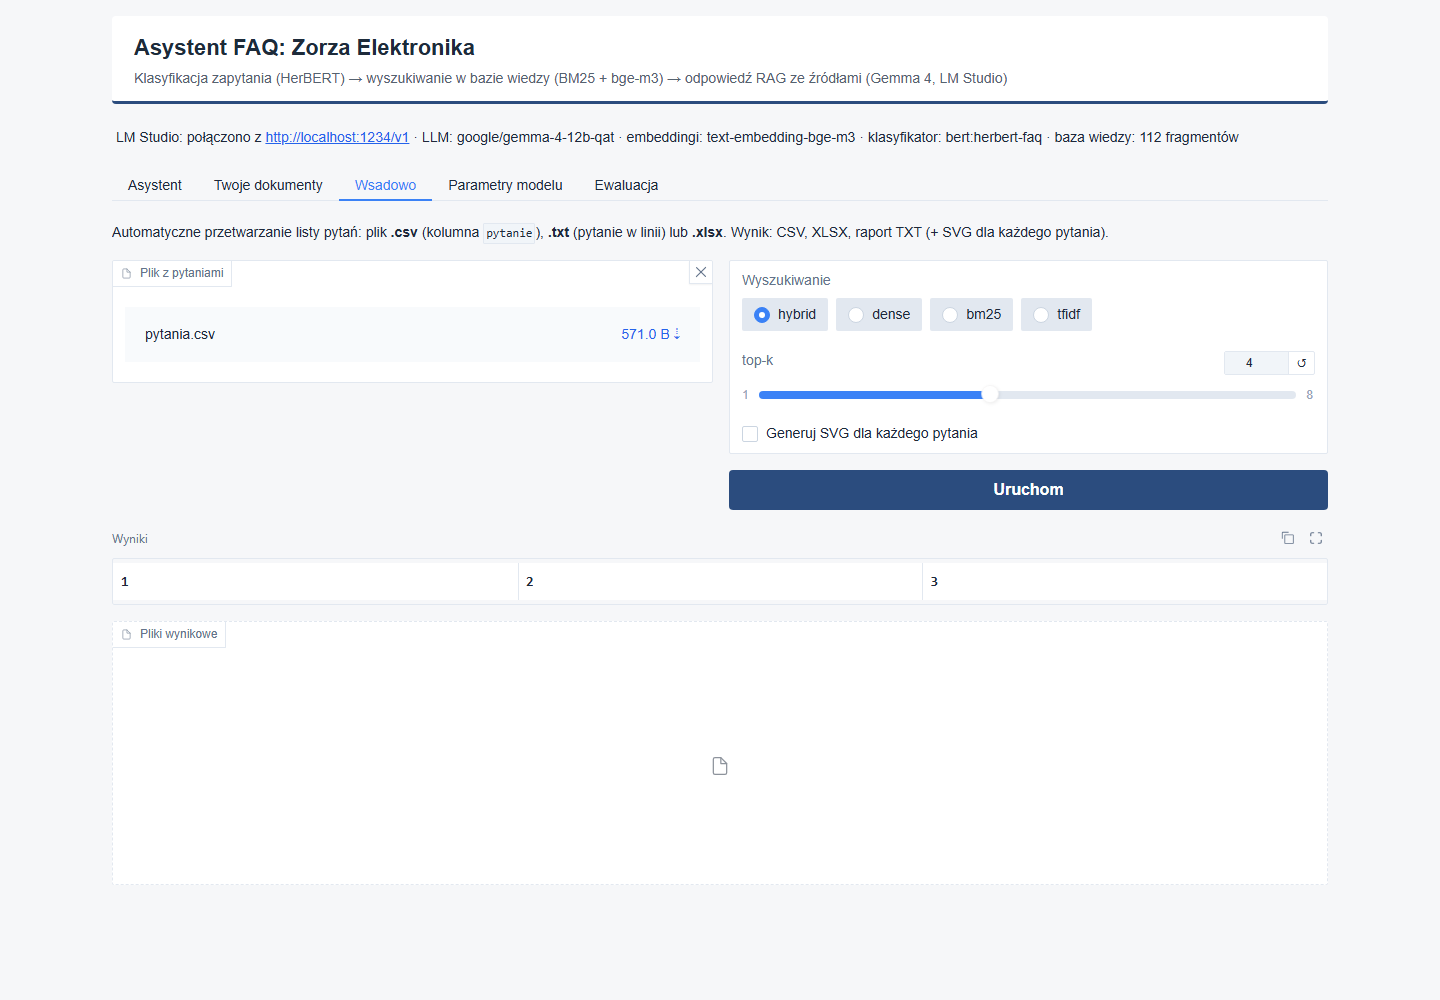 Asystent FAQ: Zorza Elektronika
Klasyfikacja zapytania (HerBERT) → wyszukiwanie w bazie wiedzy (BM25 + bge-m3) → odpowiedź RAG ze źródłami (Gemma 4, LM Studio)
LM Studio: połączono z http://localhost:1234/v1 · LLM: google/gemma-4-12b-qat · embeddingi: text-embedding-bge-m3 · klasyfikator: bert:herbert-faq · baza wiedzy: 112 fragmentów
Asystent Twoje dokumenty Wsadowo Parametry modelu Ewaluacja
Automatyczne przetwarzanie listy pytań: plik .csv (kolumna pytanie), .txt (pytanie w linii) lub .xlsx. Wynik: CSV, XLSX, raport TXT (+ SVG dla każdego pytania).
Plik z pytaniami
pytania.csv 571.0 B ⇣
Wyszukiwanie
hybrid dense bm25 tfidf
top-k 4 ↺
1 8
Generuj SVG dla każdego pytania
Uruchom
Wyniki
1 2 3
Pliki wynikowe